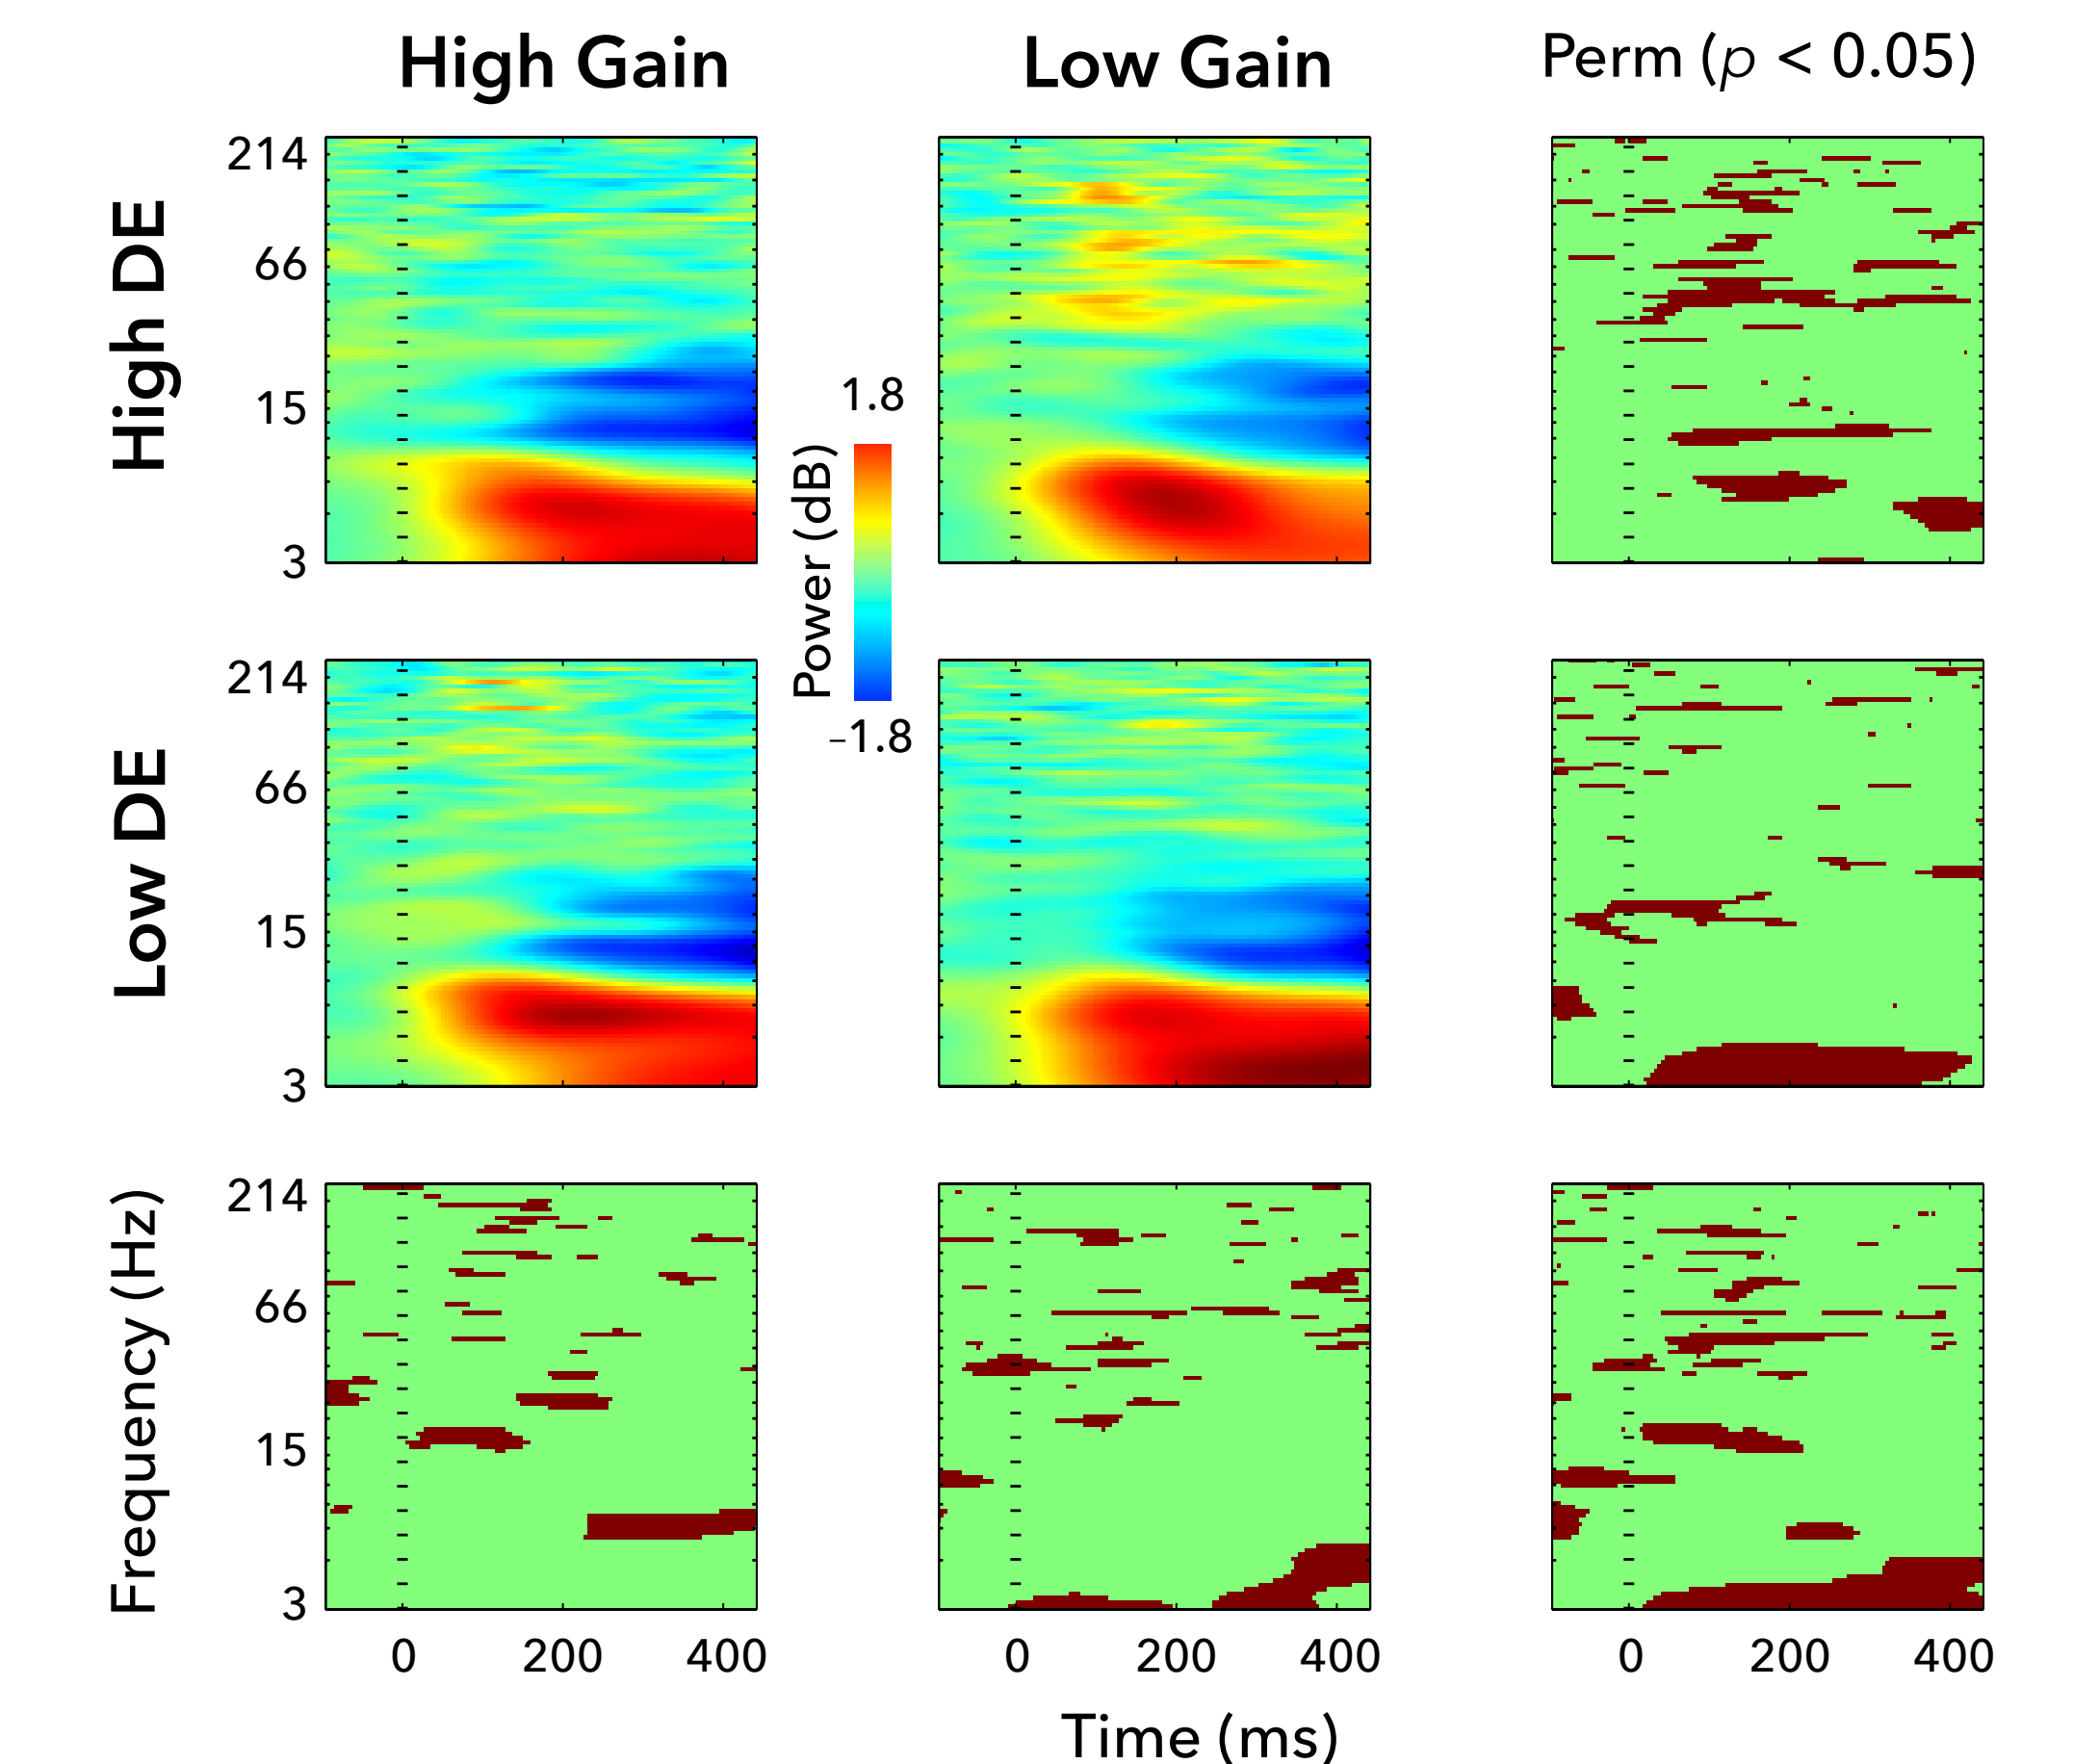 High Gain
Low Gain
Perm (p < 0.05)
High DE
214
66
15
3
1.8
Power (dB)
–1.8
Low DE
214
66
15
3
Frequency (Hz)
214
66
15
3
0 200 400
0 200 400
0 200 400
Time (ms)